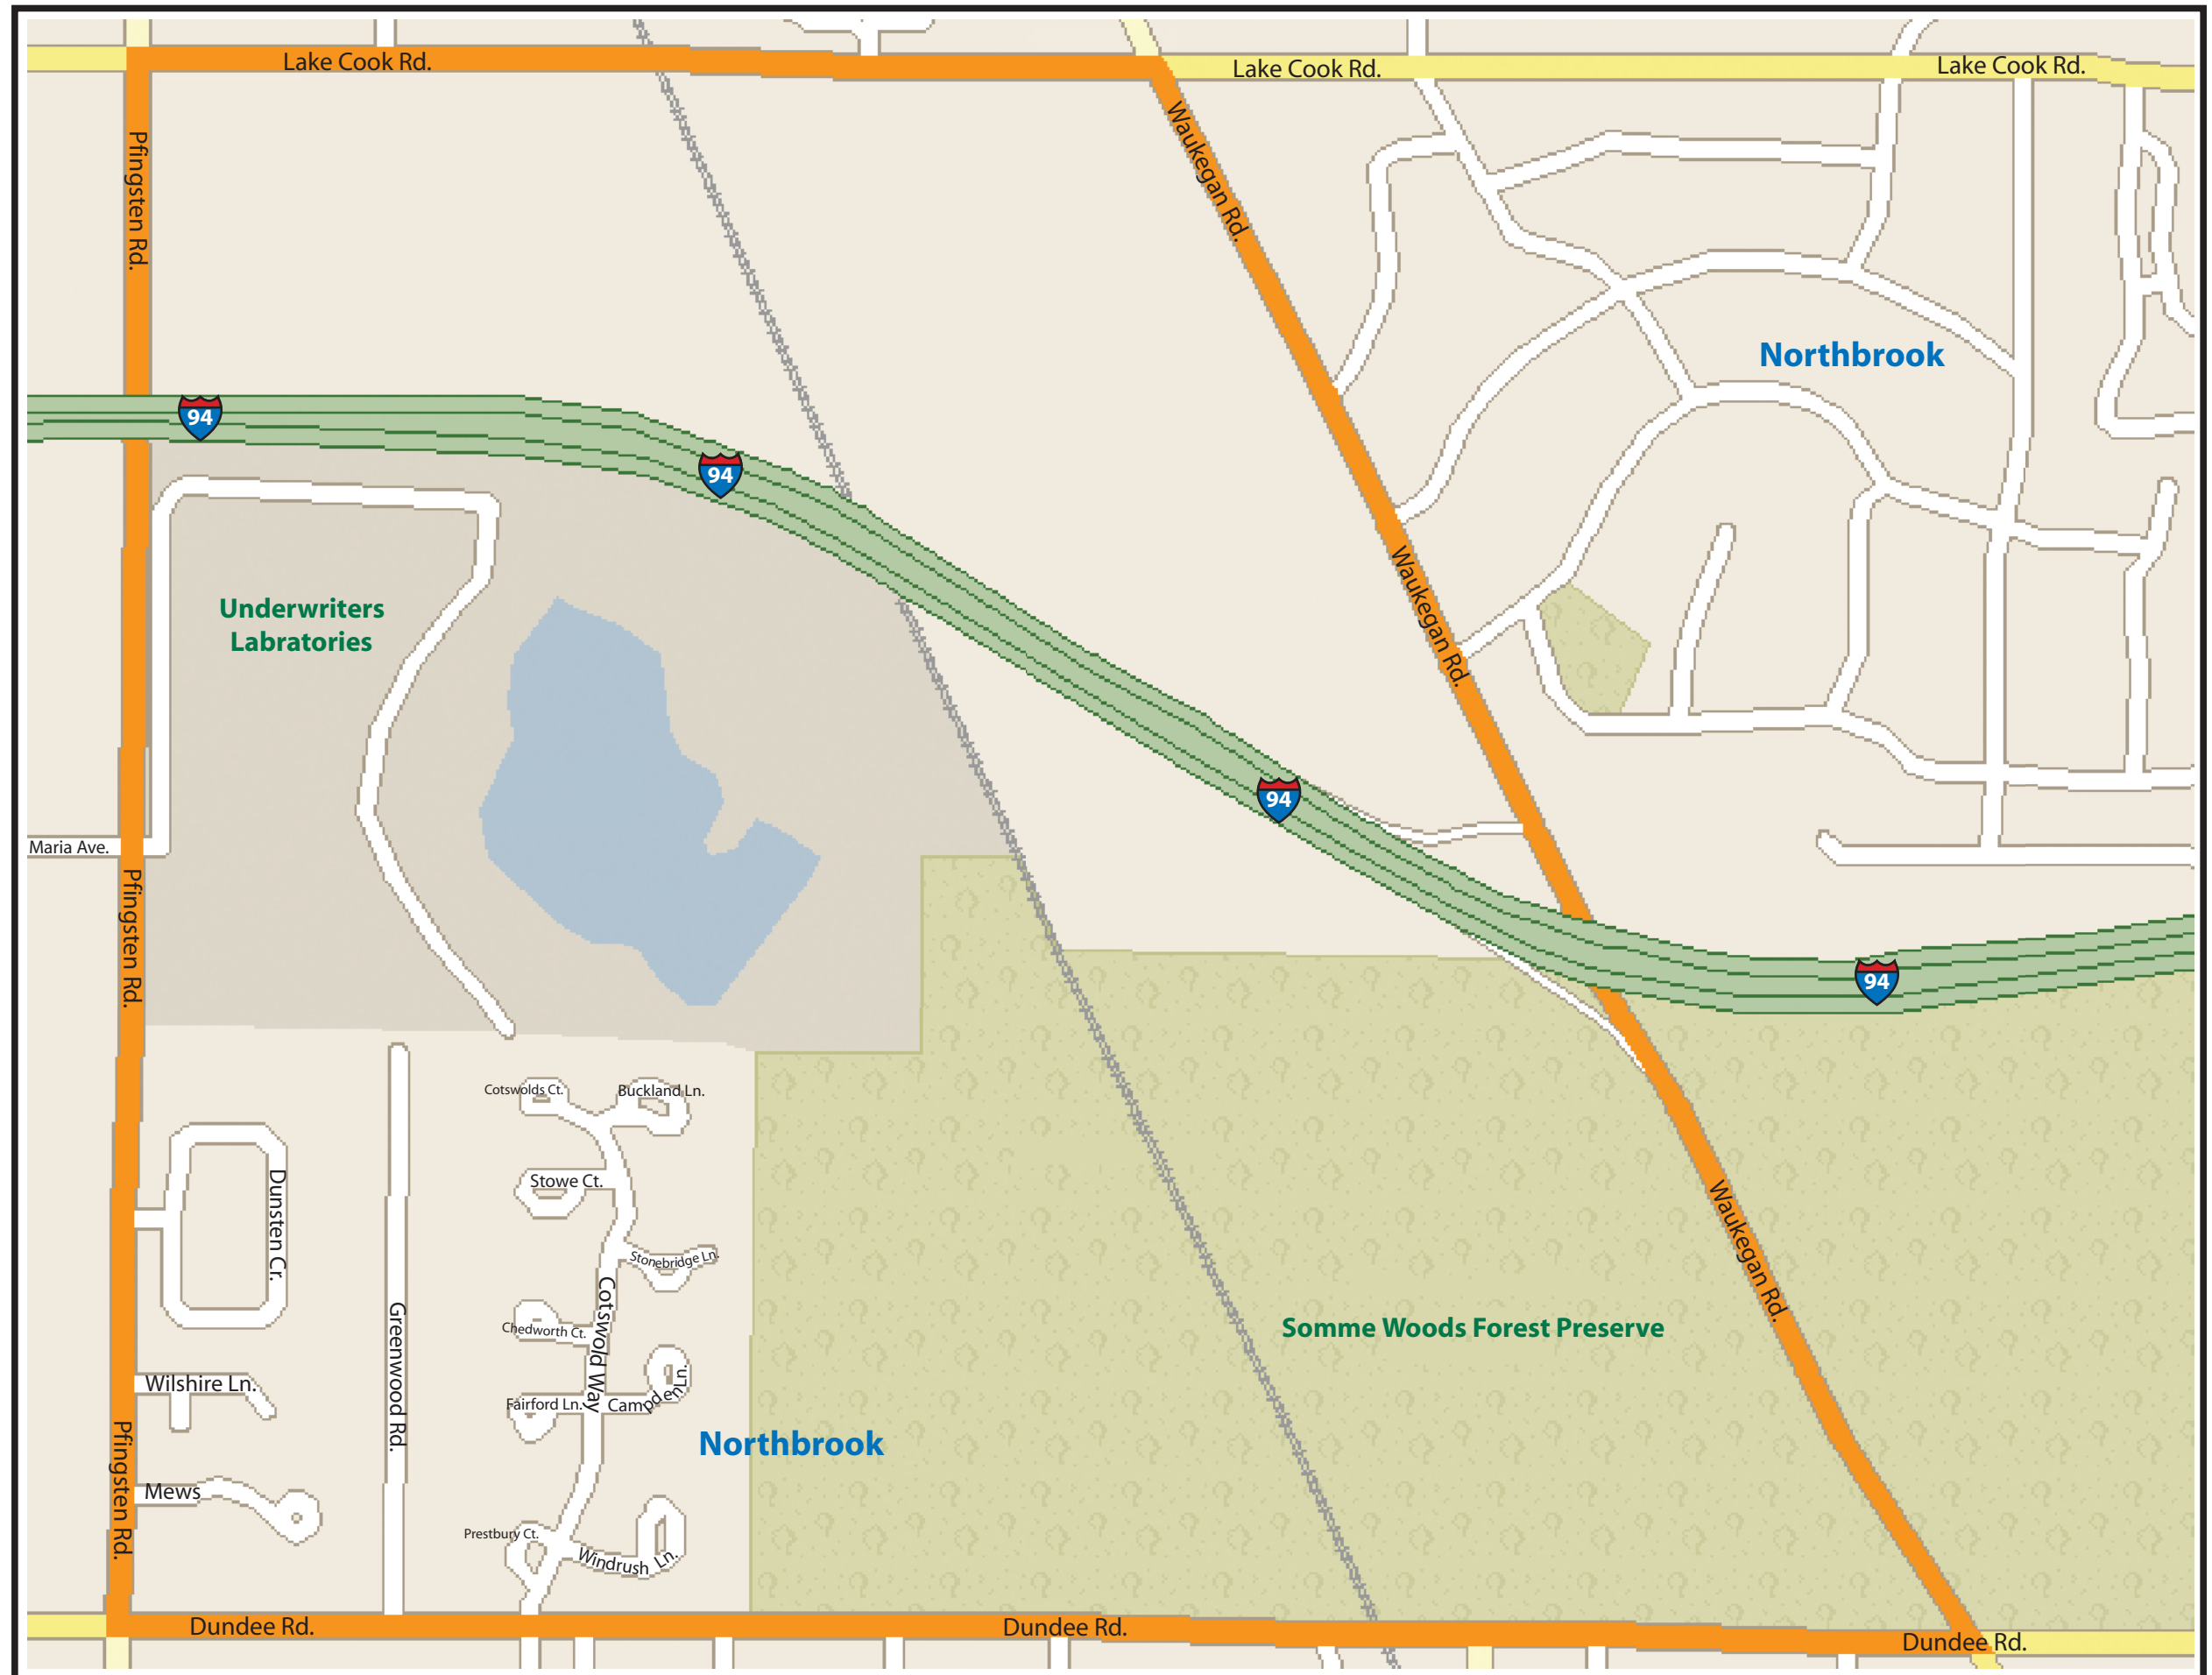 Lake Cook Rd.
Lake Cook Rd.
Lake Cook Rd.
Pfingsten Rd.
Waukegan Rd.
Northbrook
94
94
Underwriters
Labratories
Waukegan Rd.
94
Maria Ave.
Pfingsten Rd.
94
Cotswolds Ct.
Buckland Ln.
Stowe Ct.
Dunsten Cr.
Stonebridge Ln.
Waukegan Rd.
Cotswold Way
Greenwood Rd.
Chedworth Ct.
Somme Woods Forest Preserve
Wilshire Ln.
Fairford Ln.
Campden Ln.
Northbrook
Pfingsten Rd.
Mews
Prestbury Ct.
Windrush Ln.
Dundee Rd.
Dundee Rd.
Dundee Rd.